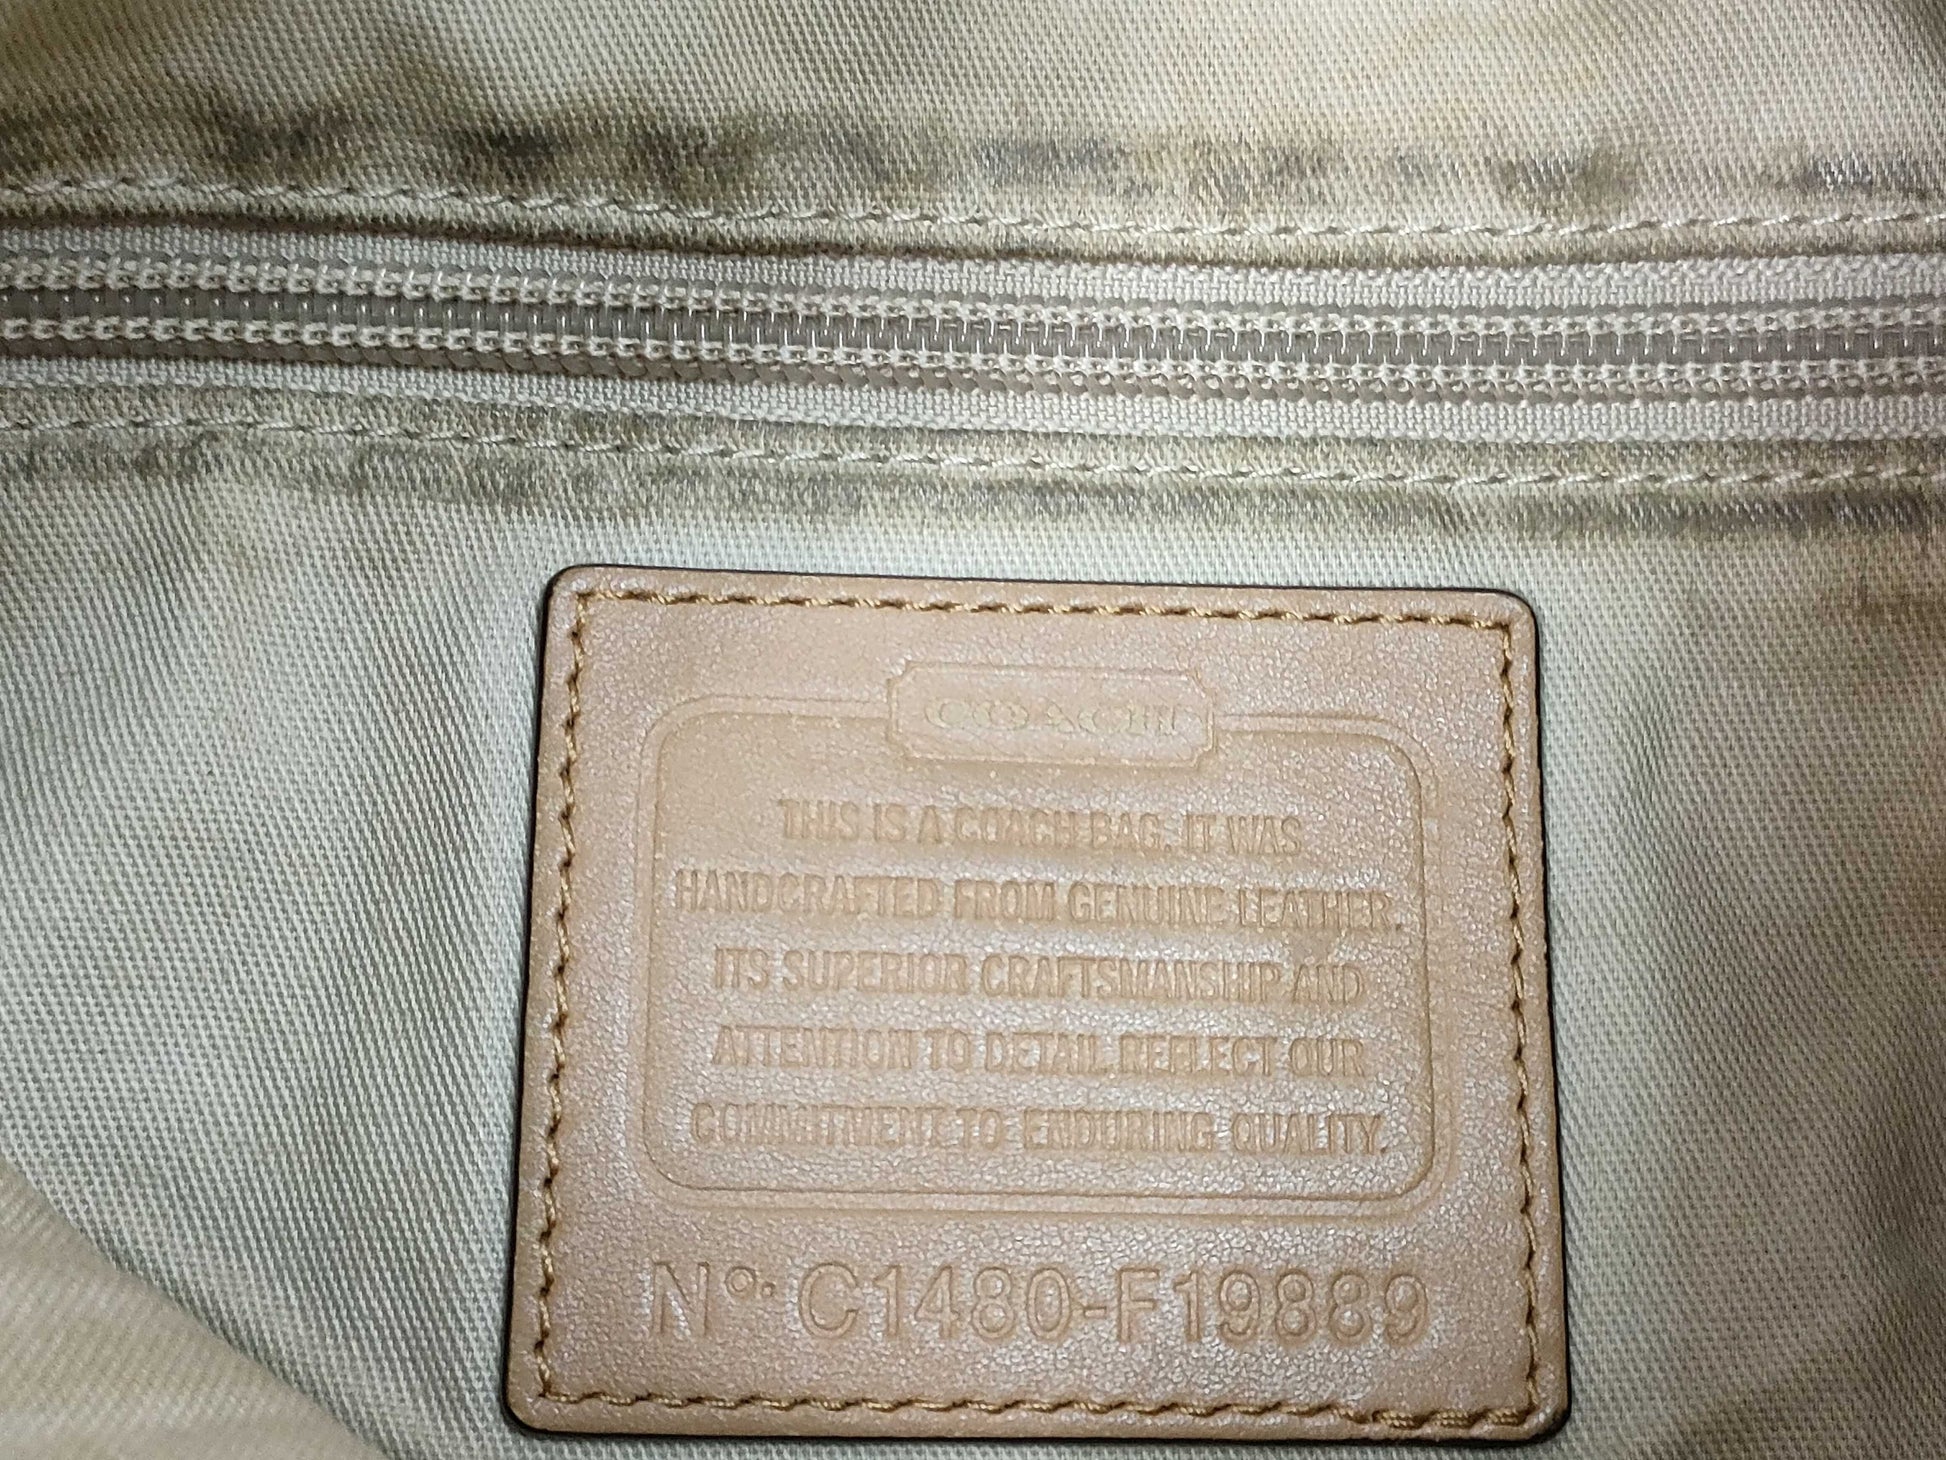 COACH
THIS IS A COACH BAG. IT WAS
HANDCRAFTED FROM GENUINE LEATHER.
ITS SUPERIOR CRAFTSMANSHIP AND
ATTENTION TO DETAIL REFLECT OUR
COMMITMENT TO ENDURING QUALITY.
Nº. C1480-F19889